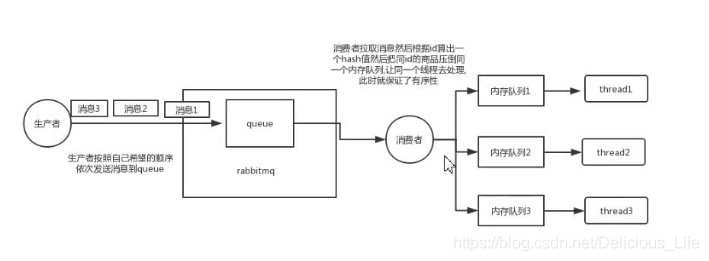 消费者拉取消息然后根据id算出一
个hash值然后把同id的商品压倒同
一个内存队列,让同一个线程去处理,
此时就保证了有序性
生产者
消息3
消息2
消息1
queue
rabbitmq
生产者按照自己希望的顺序
依次发送消息到queue
消费者
内存队列1
thread1
内存队列2
thread2
内存队列3
thread3
https://blog.csdn.net/Delicious_Life